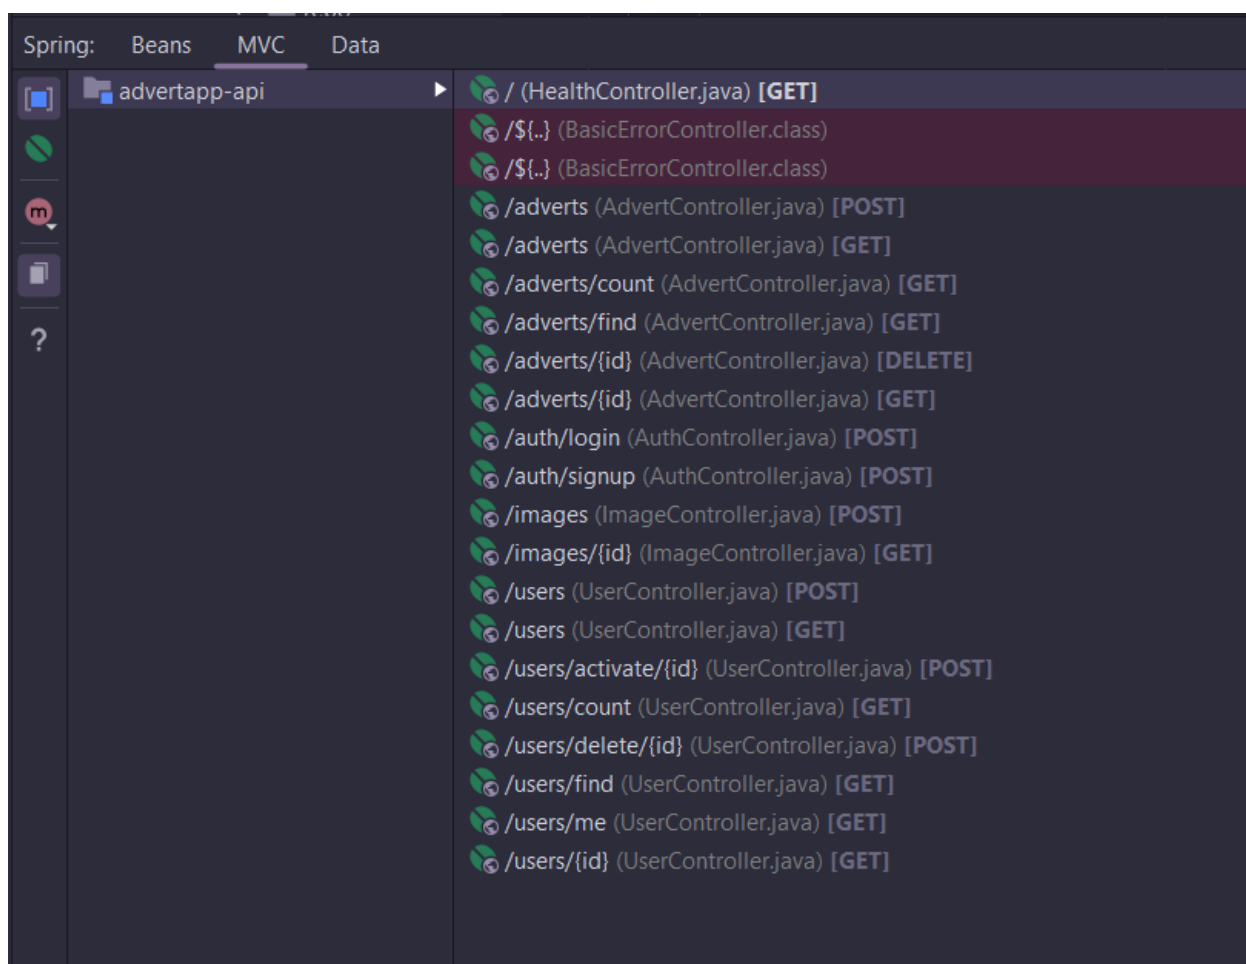 Spring: Beans MVC Data
advertapp-api
/ (HealthController.java) [GET]
/${..} (BasicErrorController.class)
/${..} (BasicErrorController.class)
/adverts (AdvertController.java) [POST]
/adverts (AdvertController.java) [GET]
/adverts/count (AdvertController.java) [GET]
/adverts/find (AdvertController.java) [GET]
/adverts/{id} (AdvertController.java) [DELETE]
/adverts/{id} (AdvertController.java) [GET]
/auth/login (AuthController.java) [POST]
/auth/signup (AuthController.java) [POST]
/images (ImageController.java) [POST]
/images/{id} (ImageController.java) [GET]
/users (UserController.java) [POST]
/users (UserController.java) [GET]
/users/activate/{id} (UserController.java) [POST]
/users/count (UserController.java) [GET]
/users/delete/{id} (UserController.java) [POST]
/users/find (UserController.java) [GET]
/users/me (UserController.java) [GET]
/users/{id} (UserController.java) [GET]
m
?